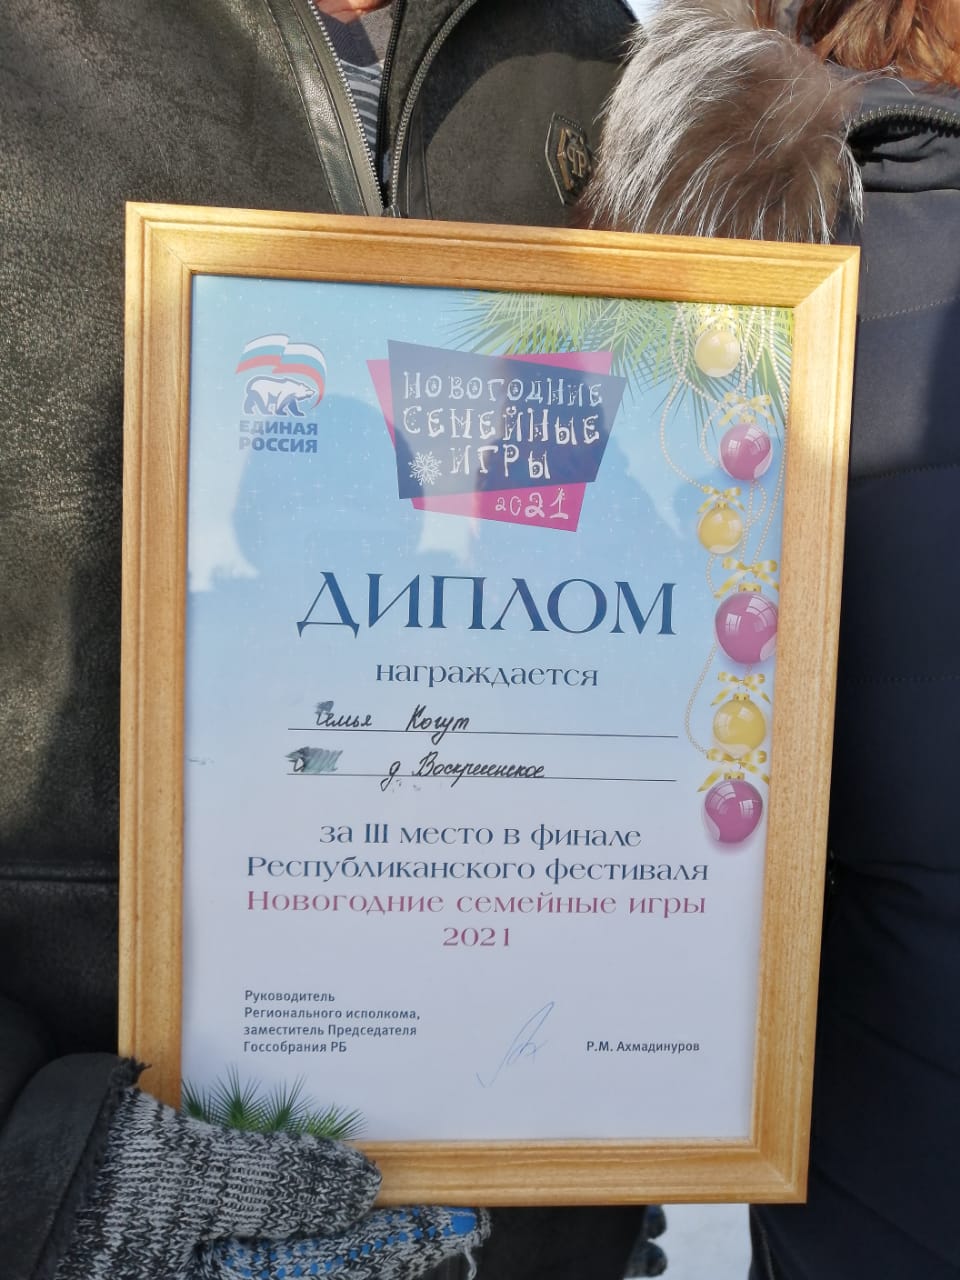 ЕДИНАЯ
РОССИЯ
НОВОГОДНИЕ
СЕМЕЙНЫЕ
ИГРЫ
2021
ДИПЛОМ
награждается
Семья Когут
д. Воскресенское
за III место в финале
Республиканского фестиваля
Новогодние семейные игры
2021
Руководитель
Регионального исполкома,
заместитель Председателя
Госсобрания РБ
Р.М. Ахмадинуров